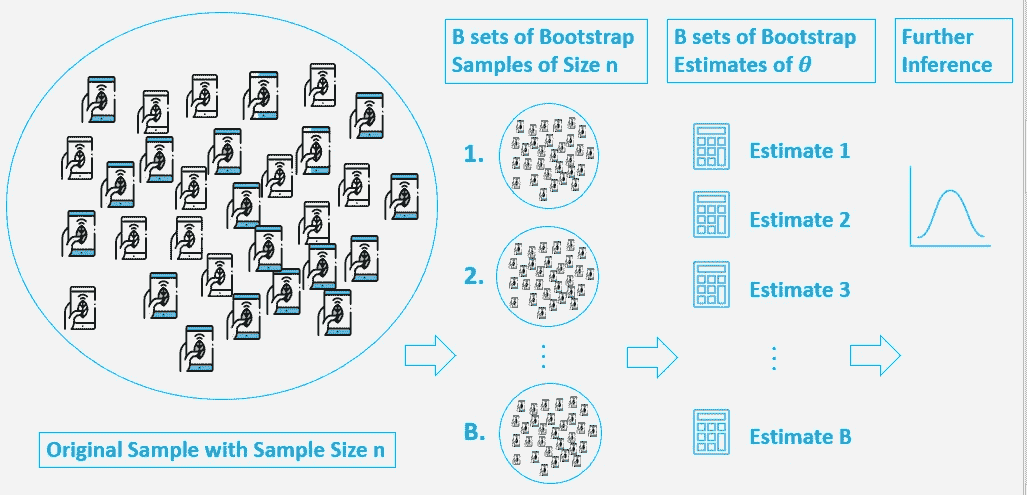 B sets of Bootstrap
Samples of Size n
B sets of Bootstrap
Estimates of θ
Further
Inference
1.
Estimate 1
Estimate 2
2.
Estimate 3
⋮
⋮
B.
Estimate B
Original Sample with Sample Size n